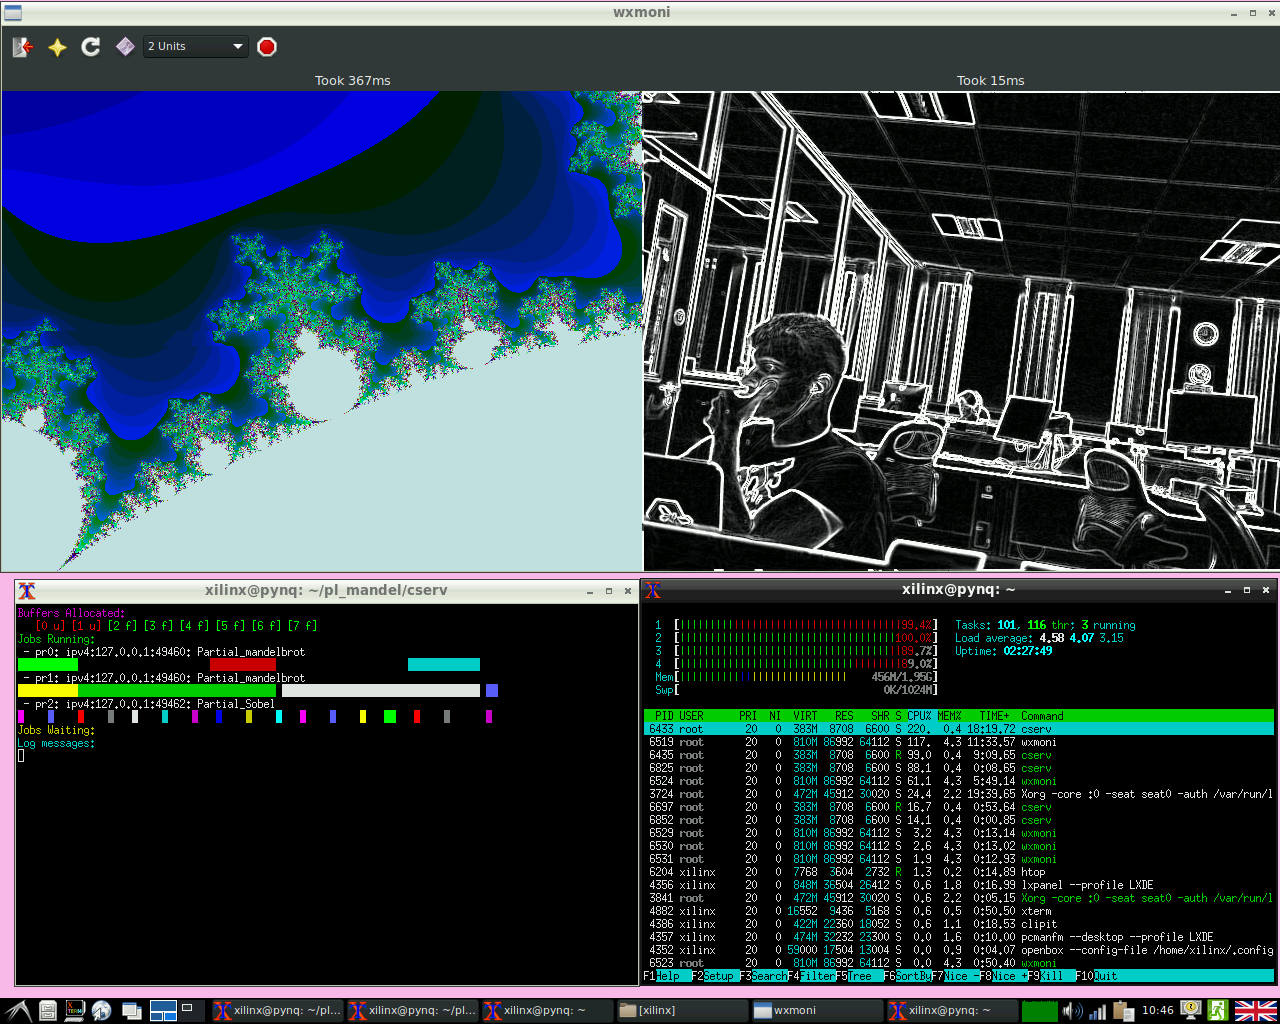 wxmoni
2 Units
Took 367ms
Took 15ms
xilinx@pynq: ~/pl_mandel/cserv
Buffers Allocated:
[0 u] [1 u] [2 f] [3 f] [4 f] [5 f] [6 f] [7 f]
Jobs Running:
- pr0: ipv4:127.0.0.1:49460: Partial_mandelbrot
- pr1: ipv4:127.0.0.1:49460: Partial_mandelbrot
- pr2: ipv4:127.0.0.1:49462: Partial_Sobel
Jobs Waiting:
Log messages:
xilinx@pynq: ~
1 [||||||||99.4%] Tasks: 101, 116 thr; 3 running
2 [||||||||100.0%] Load average: 4.58 4.07 3.15
3 [||||||||89.7%] Uptime: 02:27:49
4 [||||||||89.0%]
Mem[|||||||| 456M/1.95G]
Swp[ 0K/1024M]
PID USER PRI NI VIRT RES SHR S CPU% MEM% TIME+ Command
6433 root 20 0 383M 8708 6600 S 220. 0.4 18:19.72 cserv
6519 root 20 0 810M 86992 64112 S 117. 4.3 11:33.57 wxmoni
6435 root 20 0 383M 8708 6600 R 99.0 0.4 9:09.65 cserv
6825 root 20 0 383M 8708 6600 S 88.1 0.4 0:08.65 cserv
6524 root 20 0 810M 86992 64112 S 61.1 4.3 5:49.14 wxmoni
3724 root 20 0 472M 45912 30020 S 24.4 2.2 19:39.65 Xorg -core :0 -seat seat0 -auth /var/run/l
6697 root 20 0 383M 8708 6600 R 16.7 0.4 0:53.64 cserv
6852 root 20 0 383M 8708 6600 S 14.1 0.4 0:00.85 cserv
6529 root 20 0 810M 86992 64112 S 3.2 4.3 0:13.14 wxmoni
6530 root 20 0 810M 86992 64112 S 2.6 4.3 0:13.02 wxmoni
6531 root 20 0 810M 86992 64112 S 1.9 4.3 0:12.93 wxmoni
6204 xilinx 20 0 7768 3604 2732 R 1.3 0.2 0:14.89 htop
4356 xilinx 20 0 848M 36504 26412 S 0.6 1.8 0:16.99 lxpanel --profile LXDE
3841 root 20 0 472M 45912 30020 S 0.6 2.2 0:05.15 Xorg -core :0 -seat seat0 -auth /var/run/l
4882 xilinx 20 0 16552 9436 5168 S 0.6 0.5 0:50.50 xterm
4386 xilinx 20 0 422M 22360 18052 S 0.6 1.1 0:18.53 clipit
4357 xilinx 20 0 474M 32232 23300 S 0.0 1.6 0:10.00 pcmanfm --desktop --profile LXDE
4352 xilinx 20 0 59000 17504 13004 S 0.0 0.9 0:04.07 openbox --config-file /home/xilinx/.config
6523 root 20 0 810M 86992 64112 S 0.6 4.3 0:50.40 wxmoni
F1Help F2Setup F3SearchF4FilterF5Tree F6SortByF7Nice -F8Nice +F9Kill F10Quit
xilinx@pynq: ~/pl... xilinx@pynq: ~/pl... xilinx@pynq: ~ [xilinx] wxmoni xilinx@pynq: ~ 10:46